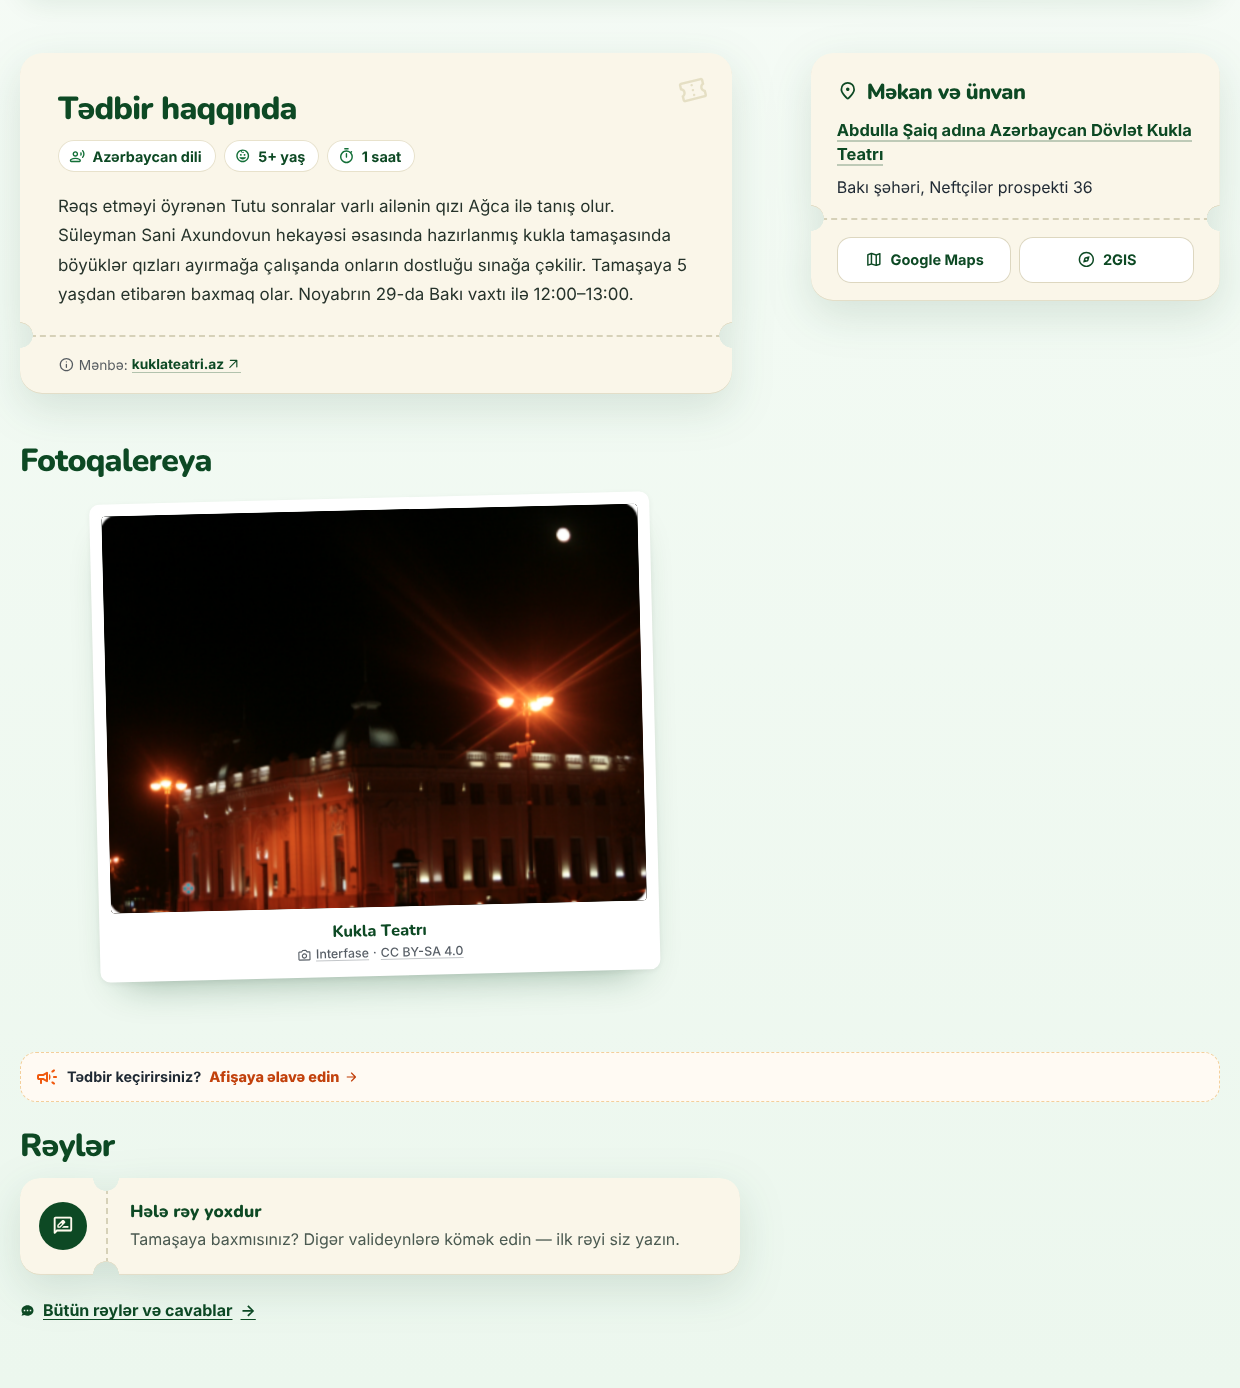 Tədbir haqqında
Azərbaycan dili
5+ yaş
1 saat
Rəqs etməyi öyrənən Tutu sonralar varlı ailənin qızı Ağca ilə tanış olur.
Süleyman Sani Axundovun hekayəsi əsasında hazırlanmış kukla tamaşasında
böyüklər qızları ayırmağa çalışanda onların dostluğu sınağa çəkilir. Tamaşaya 5
yaşdan etibarən baxmaq olar. Noyabrın 29-da Bakı vaxtı ilə 12:00–13:00.
Mənbə: kuklateatri.az
Məkan və ünvan
Abdulla Şaiq adına Azərbaycan Dövlət Kukla
Teatrı
Bakı şəhəri, Neftçilər prospekti 36
Google Maps
2GIS
Fotoqalereya
Kukla Teatrı
Interfase · CC BY-SA 4.0
Tədbir keçirirsiniz? Afişaya əlavə edin →
Rəylər
Hələ rəy yoxdur
Tamaşaya baxmısınız? Digər valideynlərə kömək edin — ilk rəyi siz yazın.
Bütün rəylər və cavablar →